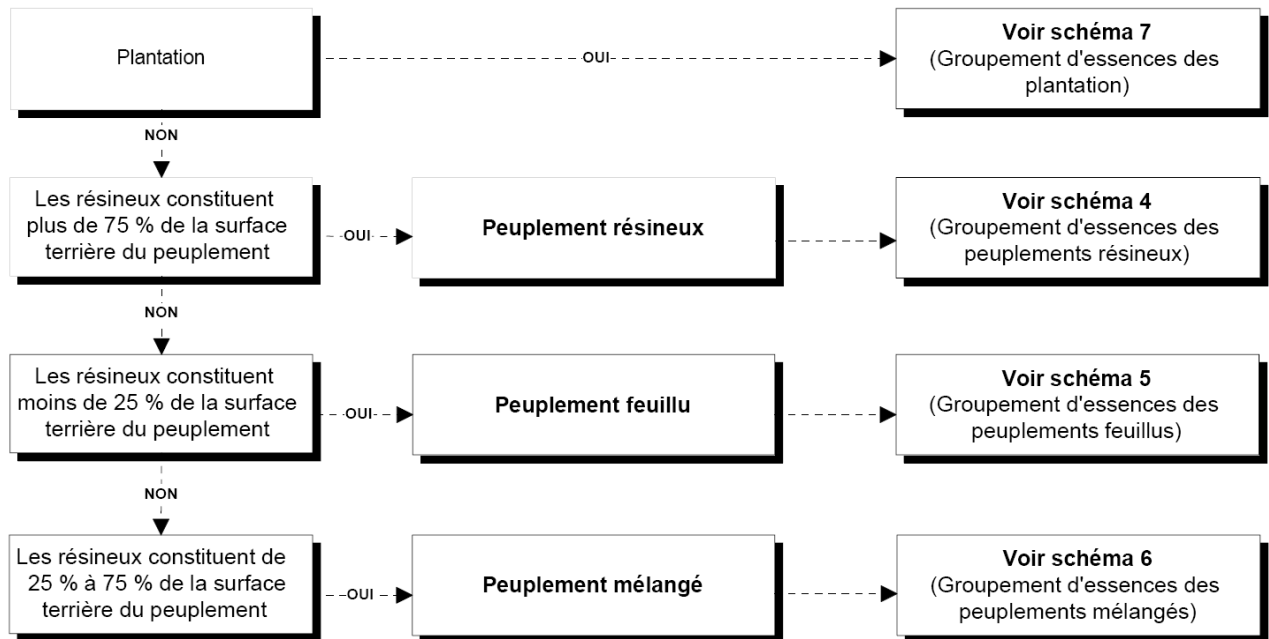 Plantation
OUI
Voir schéma 7
(Groupement d'essences des
plantation)
NON
Les résineux constituent
plus de 75 % de la surface
terrière du peuplement
OUI
Peuplement résineux
Voir schéma 4
(Groupement d'essences des
peuplements résineux)
NON
Les résineux constituent
moins de 25 % de la surface
terrière du peuplement
OUI
Peuplement feuillu
Voir schéma 5
(Groupement d'essences des
peuplements feuillus)
NON
Les résineux constituent de
25 % à 75 % de la surface
terrière du peuplement
OUI
Peuplement mélangé
Voir schéma 6
(Groupement d'essences des
peuplements mélangés)